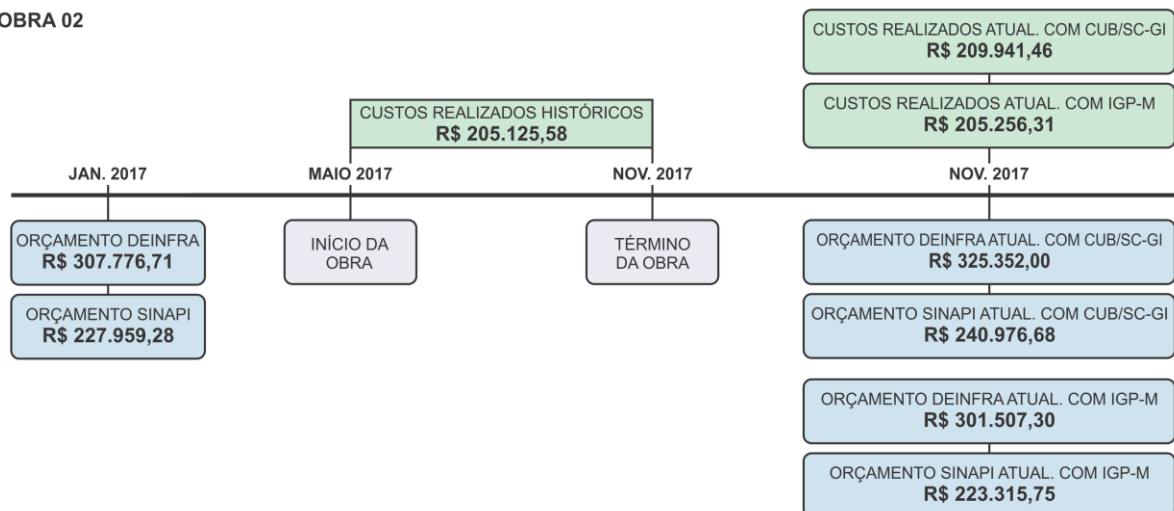 OBRA 02
CUSTOS REALIZADOS ATUAL. COM CUB/SC-GI
R$ 209.941,46
CUSTOS REALIZADOS HISTÓRICOS
R$ 205.125,58
CUSTOS REALIZADOS ATUAL. COM IGP-M
R$ 205.256,31
JAN. 2017
MAIO 2017
NOV. 2017
NOV. 2017
ORÇAMENTO DEINFRA
R$ 307.776,71
INÍCIO DA
OBRA
TÉRMINO
DA OBRA
ORÇAMENTO DEINFRA ATUAL. COM CUB/SC-GI
R$ 325.352,00
ORÇAMENTO SINAPI
R$ 227.959,28
ORÇAMENTO SINAPI ATUAL. COM CUB/SC-GI
R$ 240.976,68
ORÇAMENTO DEINFRA ATUAL. COM IGP-M
R$ 301.507,30
ORÇAMENTO SINAPI ATUAL. COM IGP-M
R$ 223.315,75